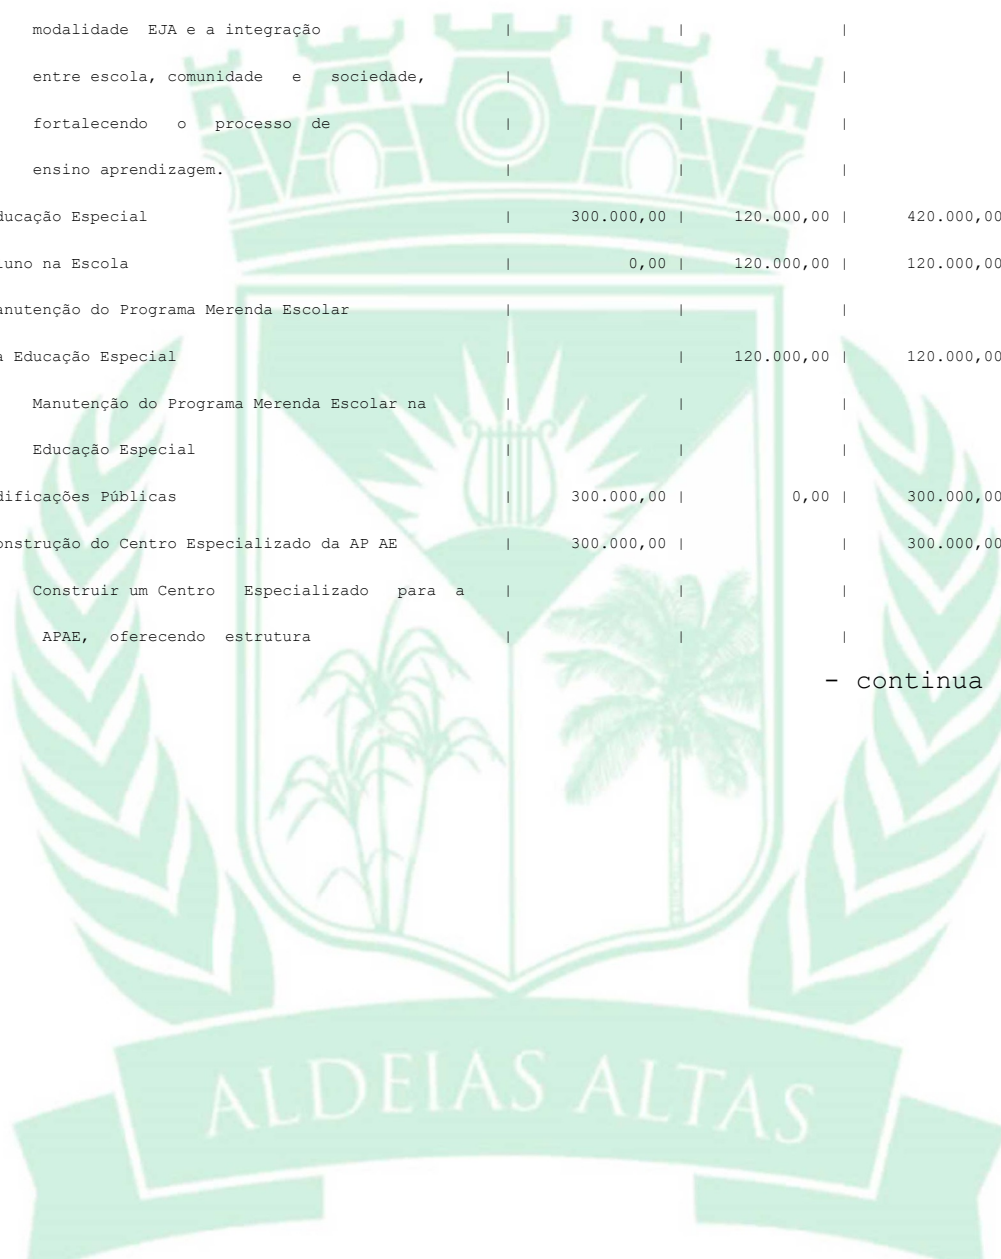 modalidade EJA e a integração | | |
entre escola, comunidade e sociedade, | | |
fortalecendo o processo de | | |
ensino aprendizagem. | | |
ducação Especial | 300.000,00 | 120.000,00 | 420.000,00
luno na Escola | 0,00 | 120.000,00 | 120.000,00
anutenção do Programa Merenda Escolar | | |
a Educação Especial | | 120.000,00 | 120.000,00
Manutenção do Programa Merenda Escolar na | | |
Educação Especial | | |
dificações Públicas | 300.000,00 | 0,00 | 300.000,00
onstrução do Centro Especializado da AP AE | 300.000,00 | | 300.000,00
Construir um Centro Especializado para a | | |
APAE, oferecendo estrutura | | |
- continua
ALDEIAS ALTAS